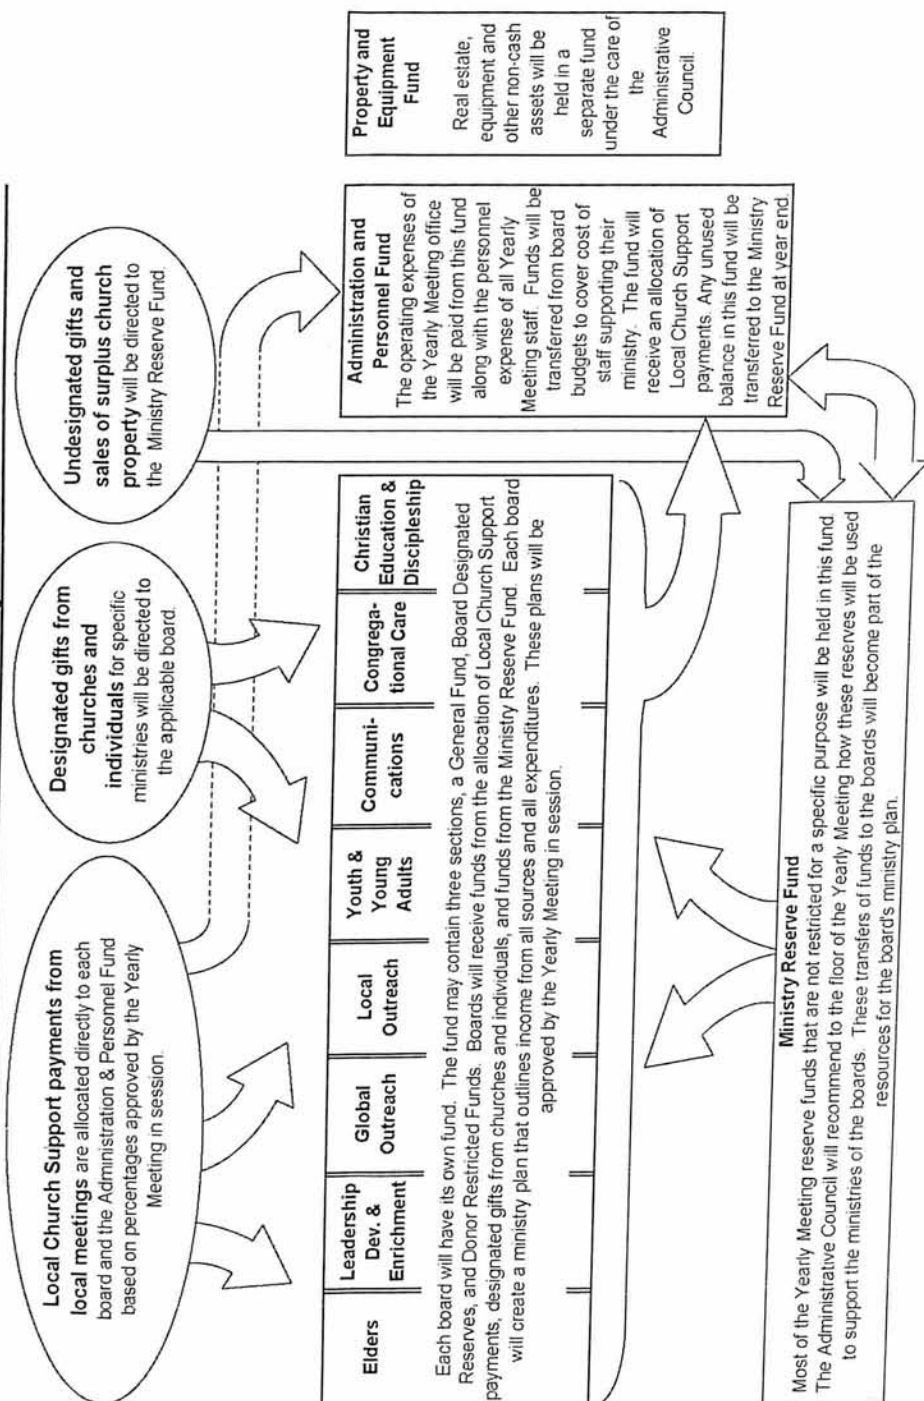 Local Church Support payments from
local meetings are allocated directly to each
board and the Administration & Personnel Fund
based on percentages approved by the Yearly
Meeting in session.
Designated gifts from
churches and
individuals for specific
ministries will be directed to
the applicable board.
Undesignated gifts and
sales of surplus church
property will be directed to
the Ministry Reserve Fund.
Elders
Leadership
Dev. &
Enrichment
Global
Outreach
Local
Outreach
Youth &
Young
Adults
Communi-
cations
Congrega-
tional Care
Christian
Education &
Discipleship
Each board will have its own fund. The fund may contain three sections, a General Fund, Board Designated
Reserves, and Donor Restricted Funds. Boards will receive funds from the allocation of Local Church Support
payments, designated gifts from churches and individuals, and funds from the Ministry Reserve Fund. Each board
will create a ministry plan that outlines income from all sources and all expenditures. These plans will be
approved by the Yearly Meeting in session.
Administration and
Personnel Fund
The operating expenses of
the Yearly Meeting office
will be paid from this fund
along with the personnel
expense of all Yearly
Meeting staff. Funds will be
transferred from board
budgets to cover cost of
staff supporting their
ministry. The fund will
receive an allocation of
Local Church Support
payments. Any unused
balance in this fund will be
transferred to the Ministry
Reserve Fund at year end.
Property and
Equipment
Fund
Real estate,
equipment and
other non-cash
assets will be
held in a
separate fund
under the care of
the
Administrative
Council.
Ministry Reserve Fund
Most of the Yearly Meeting reserve funds that are not restricted for a specific purpose will be held in this fund.
The Administrative Council will recommend to the floor of the Yearly Meeting how these reserves will be used
to support the ministries of the boards. These transfers of funds to the boards will become part of the
resources for the board's ministry plan.